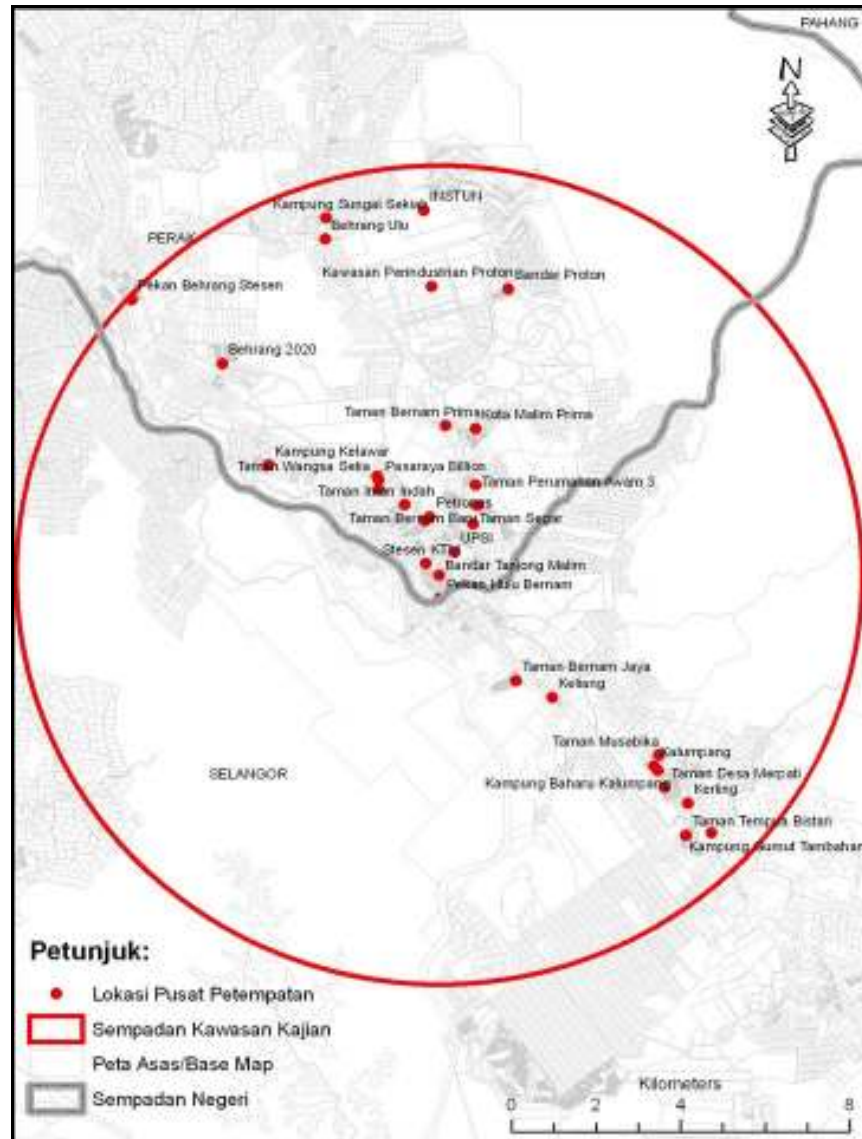 PAHANG
N
INSTUN
Kampung Sungai Sekiah
Behrang Ulu
PERAK
Kawasan Perindustrian Proton
Bandar Proton
Pekan Behrang Stesen
Behrang 2020
Taman Bernam Prima
Kota Malim Prima
Kampung Kelawar
Taman Wangsa Setia
Pasaraya Billion
Taman Perumahan Awam 3
Taman Intan Indah
Petronas
Taman Bernam Baru
Taman Segar
UPSI
Stesen KTM
Bandar Tanjong Malim
Pekan Hulu Bernam
Taman Bernam Jaya
Taman Musabika
Kalumpang
SELANGOR
Taman Desa Merpati
Kampung Baharu Kalumpang
Kerling
Taman Tempua Bistari
Kampung Gumut Tambahan
Petunjuk:
Lokasi Pusat Petempatan
Sempadan Kawasan Kajian
Peta Asas/Base Map
Sempadan Negeri
Kilometers
0 2 4 8